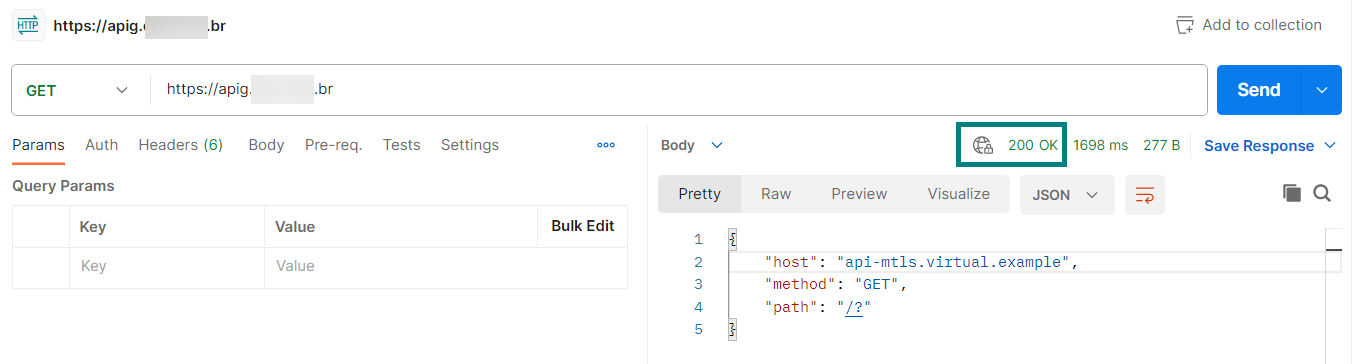 HTTP https://apig. .br Add to collection
GET https://apig. .br Send
Params Auth Headers (6) Body Pre-req. Tests Settings
Query Params
Key Value Bulk Edit
Key Value
Body 200 OK 1698 ms 277 B Save Response
Pretty Raw Preview Visualize JSON
1 {
2 "host": "api-mtls.virtual.example",
3 "method": "GET",
4 "path": "/?"
5 }